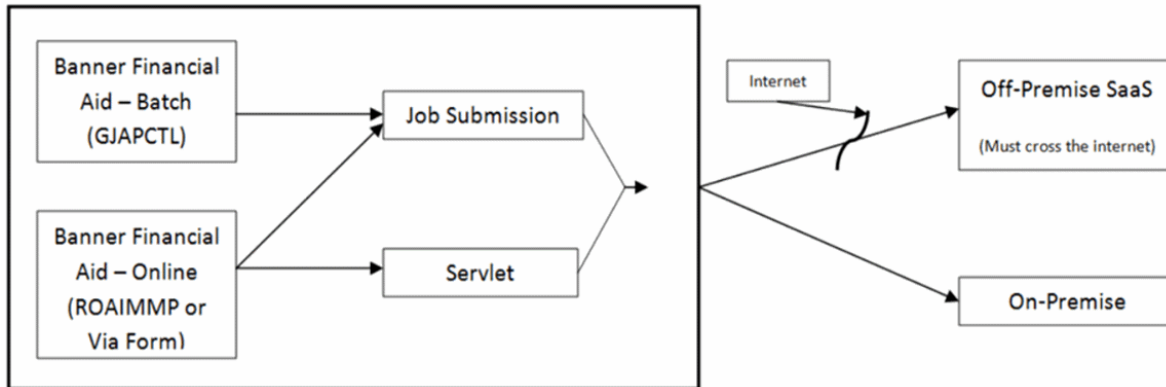 Banner Financial
Aid – Batch
(GJAPCTL)
Job Submission
Banner Financial
Aid – Online
(ROAIMMP or
Via Form)
Servlet
Internet
Off-Premise SaaS
(Must cross the internet)
On-Premise